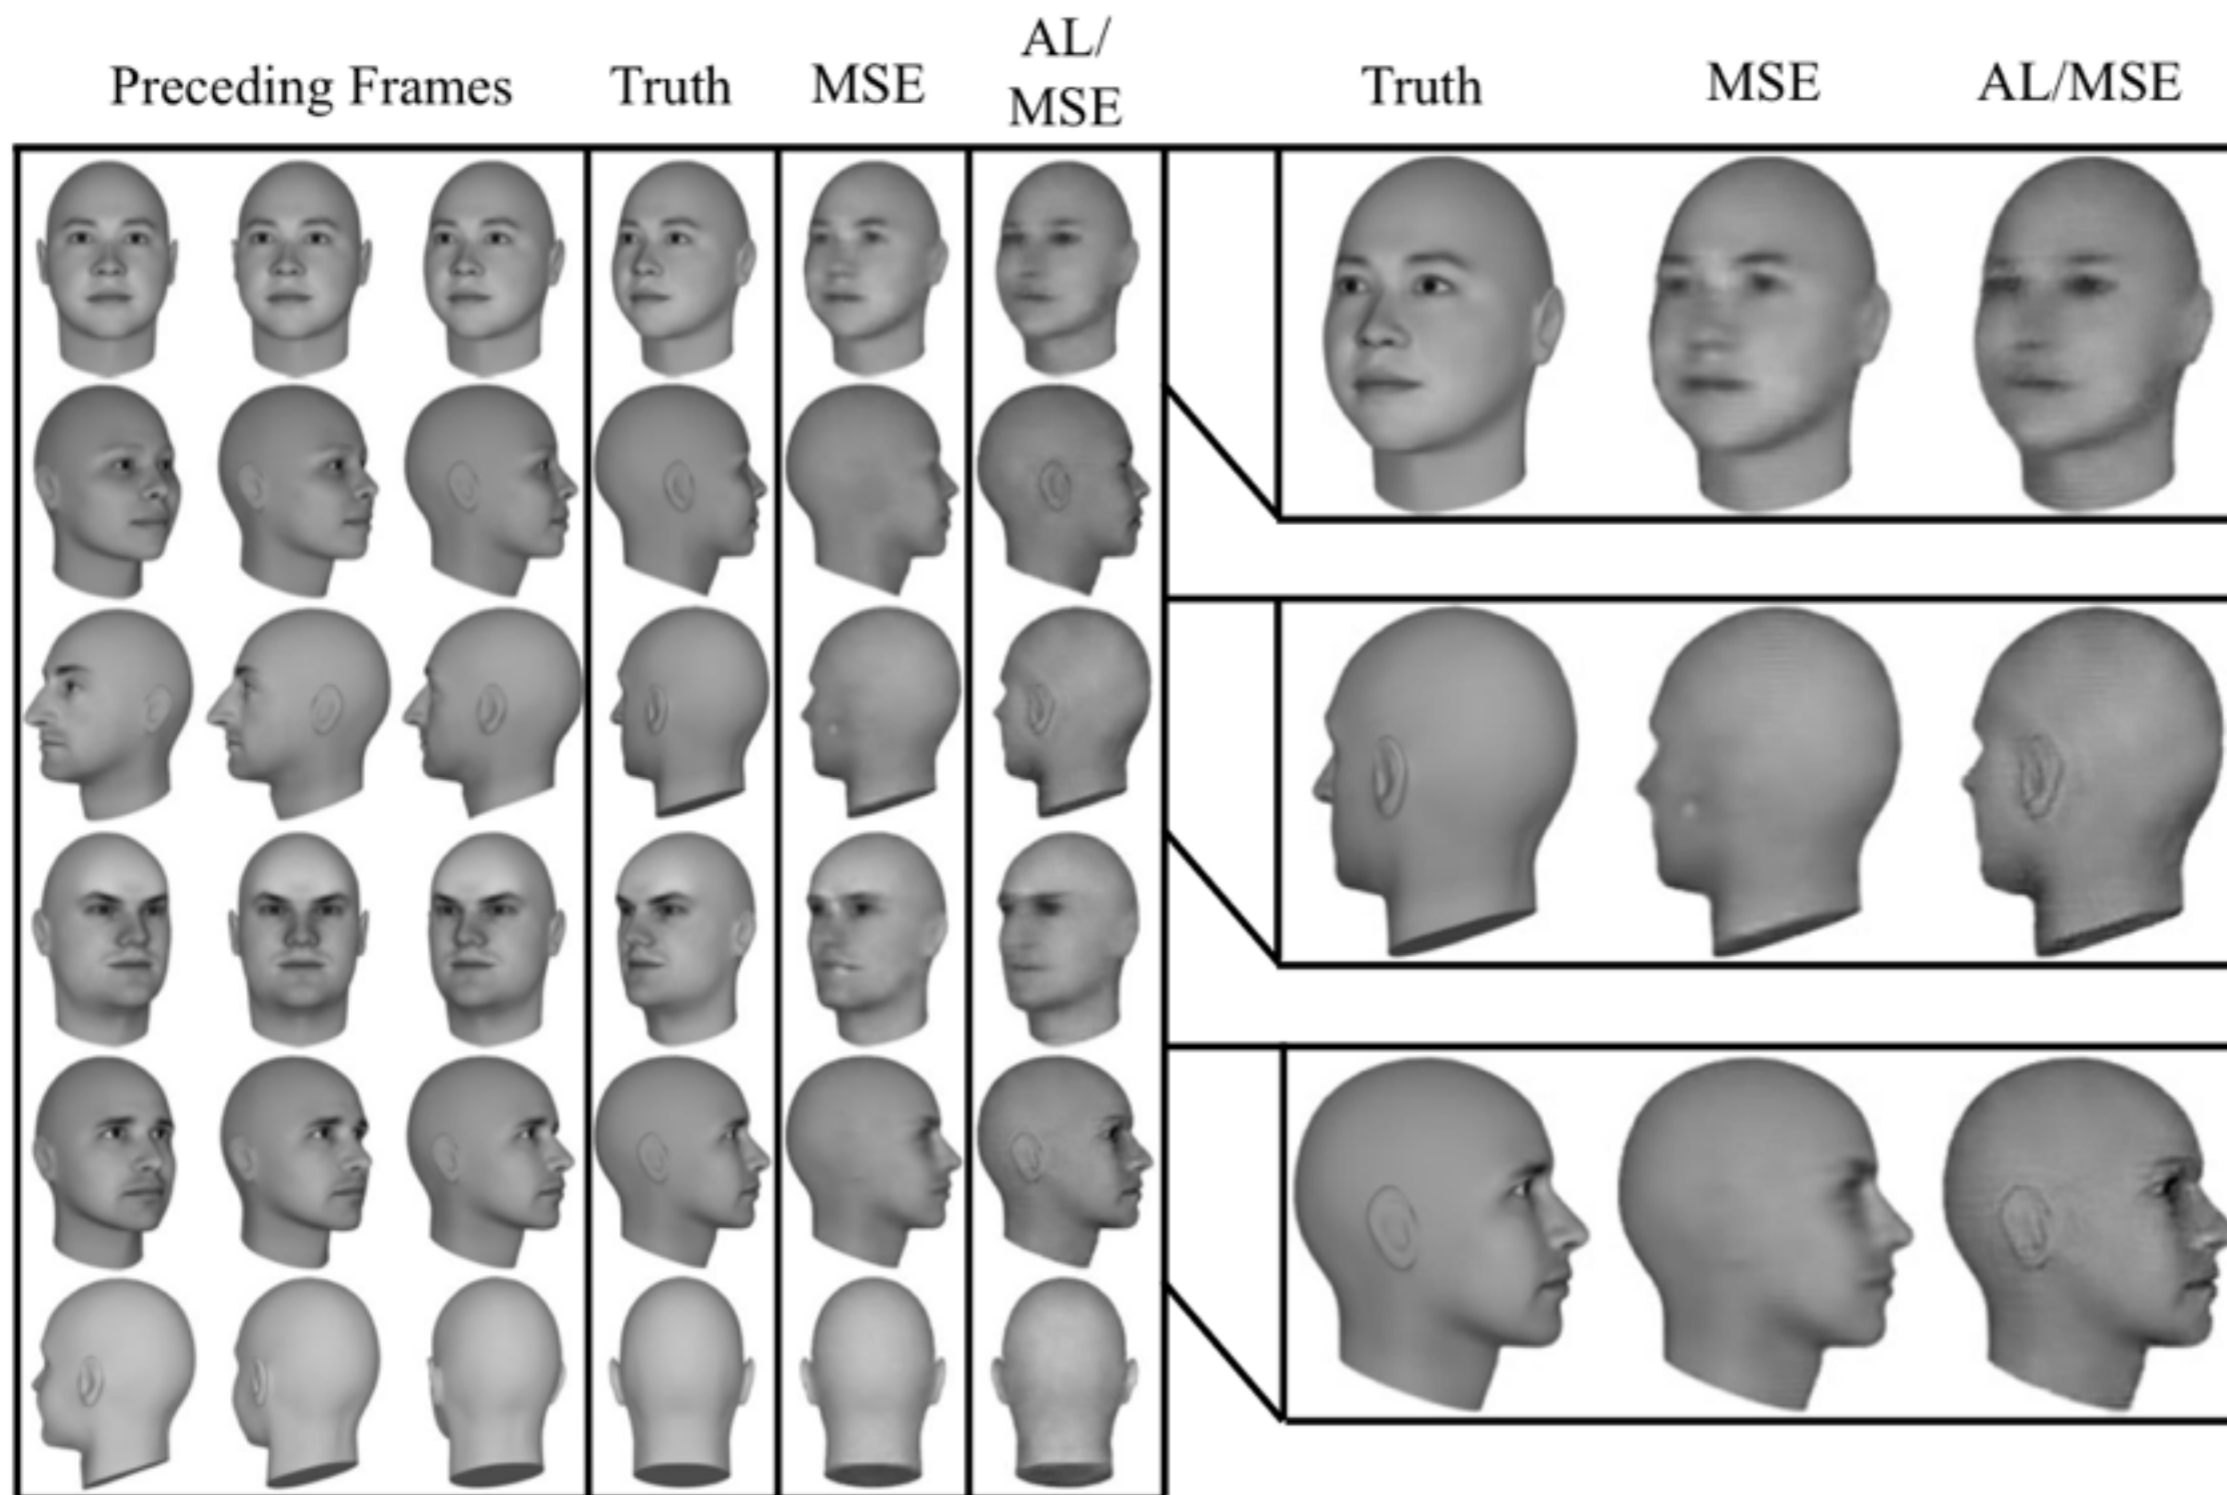 Preceding Frames
Truth
MSE
AL/
MSE
Truth
MSE
AL/MSE